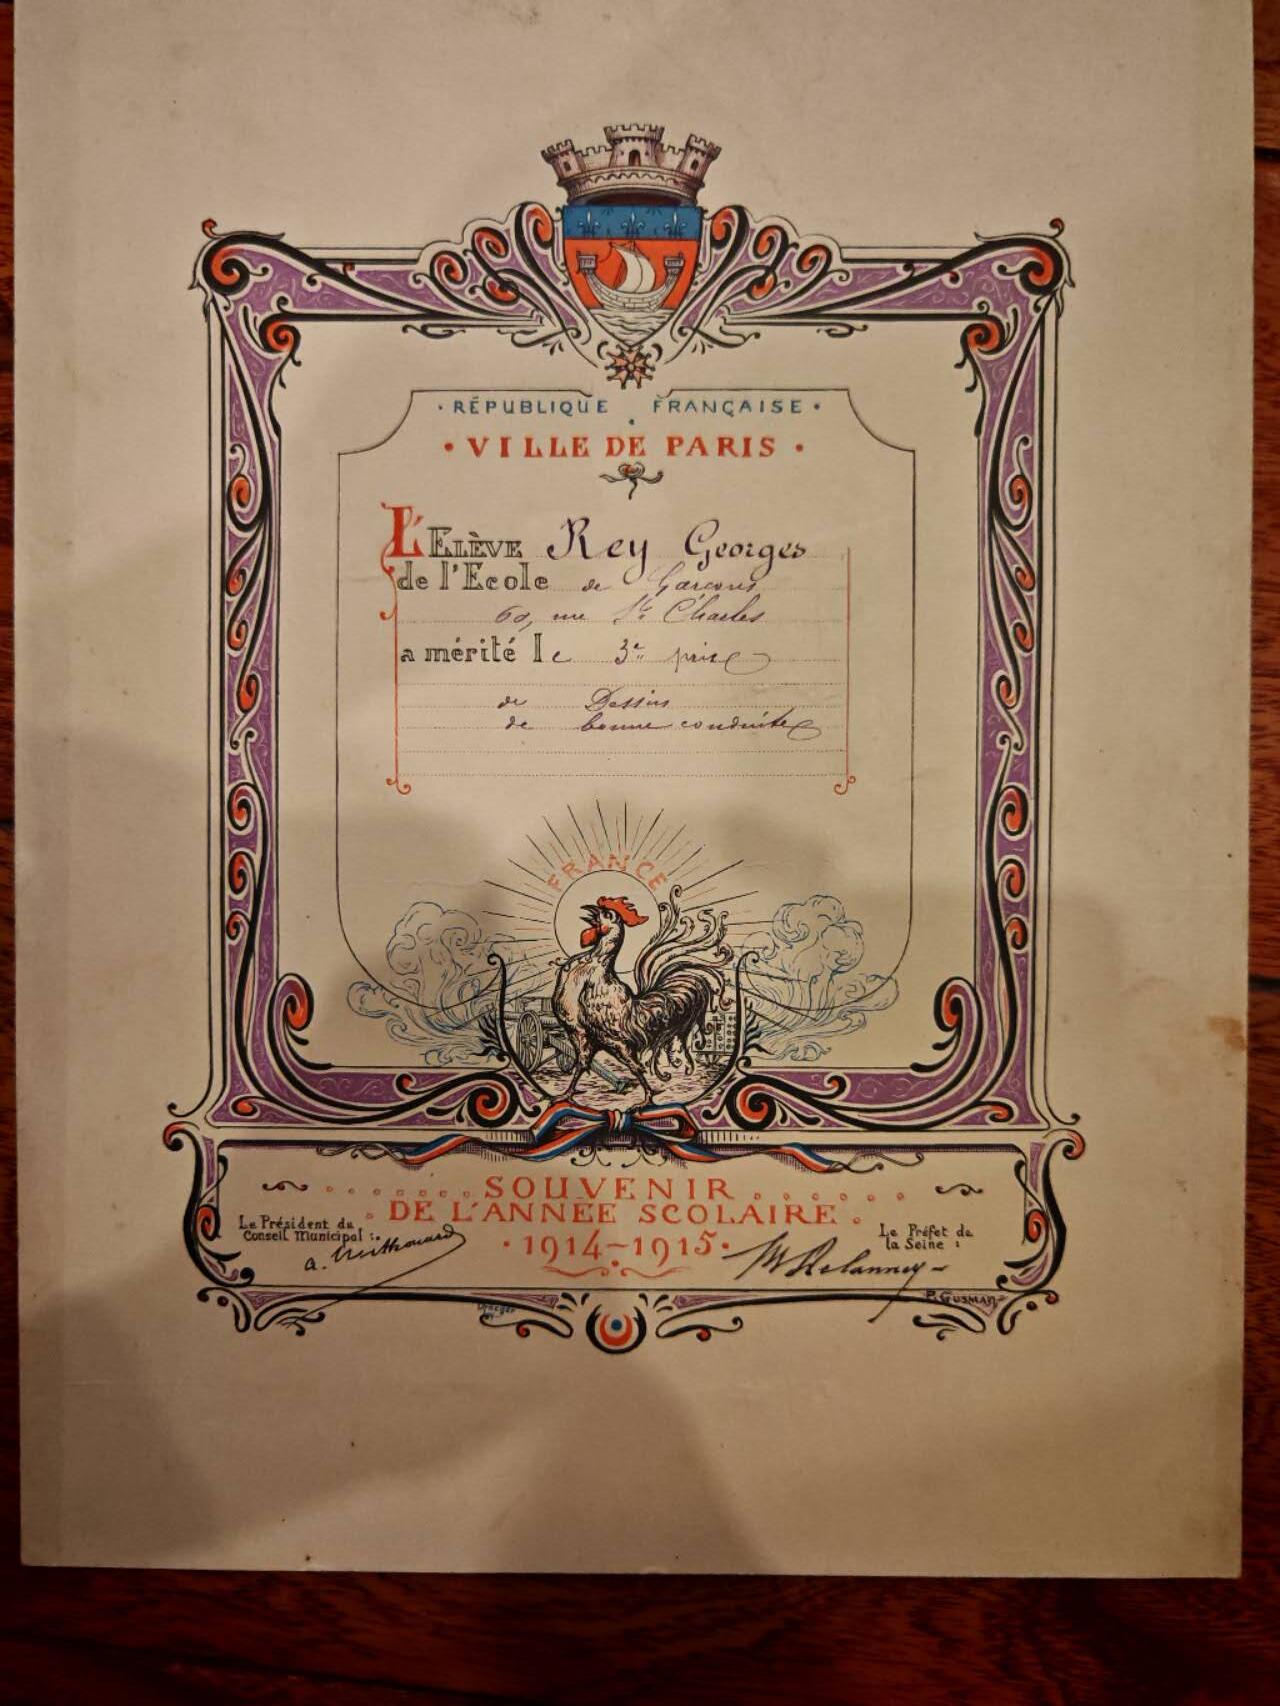 · RÉPUBLIQUE FRANÇAISE ·
· VILLE DE PARIS ·
L'ELÈVE Rey Georges
de l'Ecole de Garçons
60, rue St Charles
a mérité le 3e prix
de Dessin
de bonne conduite
FRANCE
SOUVENIR
DE L'ANNÉE SCOLAIRE
· 1914-1915 ·
Le Président du
Conseil Municipal :
a.
Le Préfet de
la Seine :
M Delanney
Draeger
P. GUSMAN